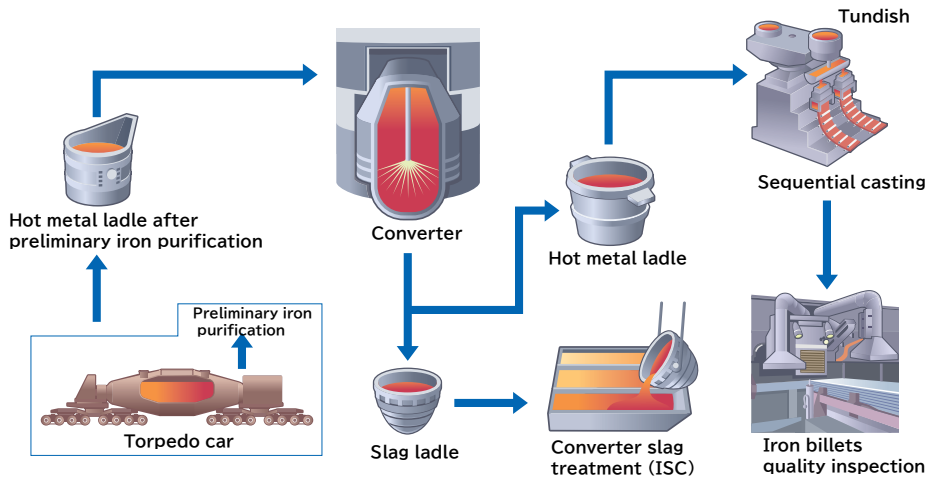 Tundish
Sequential casting
Hot metal ladle after
preliminary iron purification
Converter
Hot metal ladle
Preliminary iron
purification
Torpedo car
Slag ladle
Converter slag
treatment (ISC)
Iron billets
quality inspection